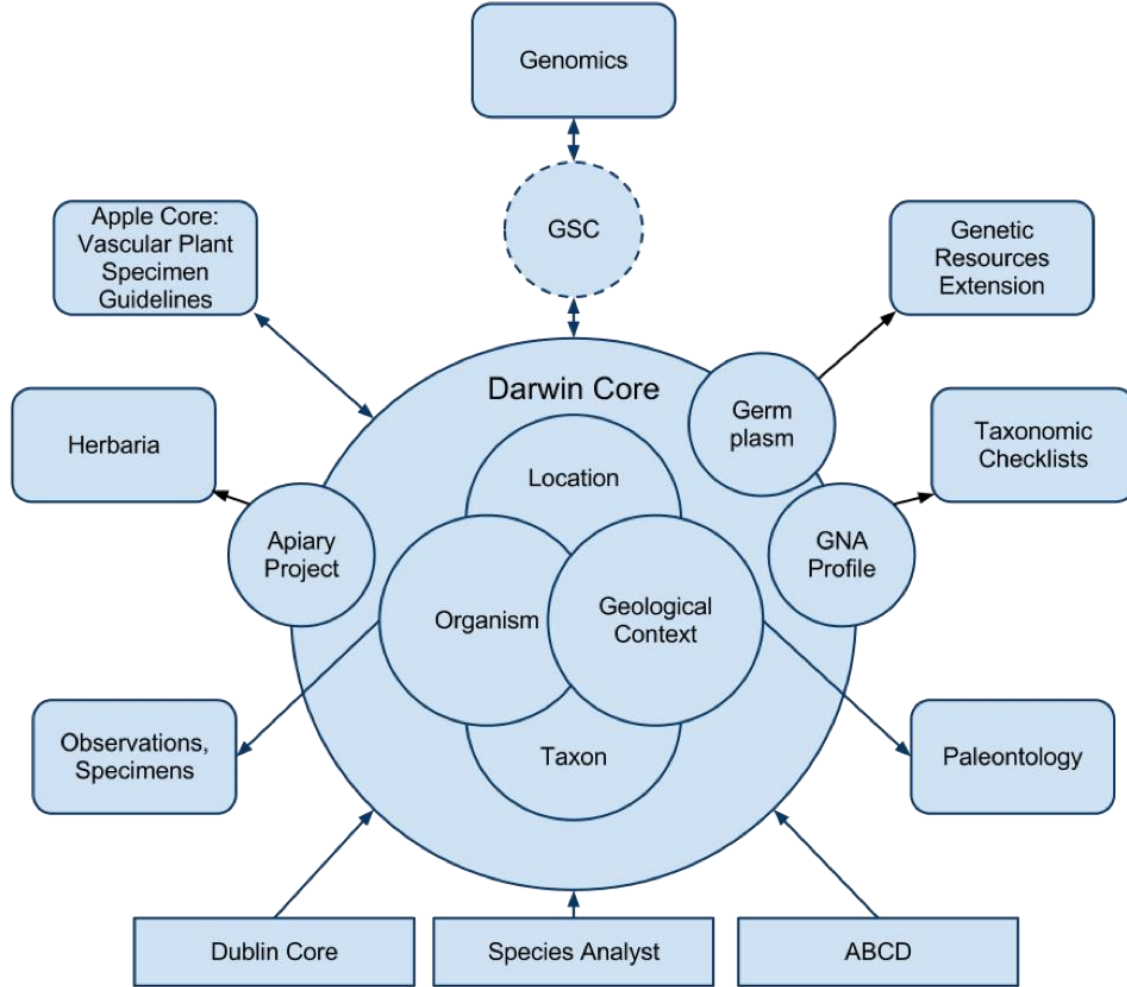 Genomics
GSC
Apple Core:
Vascular Plant
Specimen
Guidelines
Genetic
Resources
Extension
Darwin Core
Germ
plasm
Herbaria
Location
Taxonomic
Checklists
Apiary
Project
GNA
Profile
Organism
Geological
Context
Observations,
Specimens
Taxon
Paleontology
Dublin Core
Species Analyst
ABCD